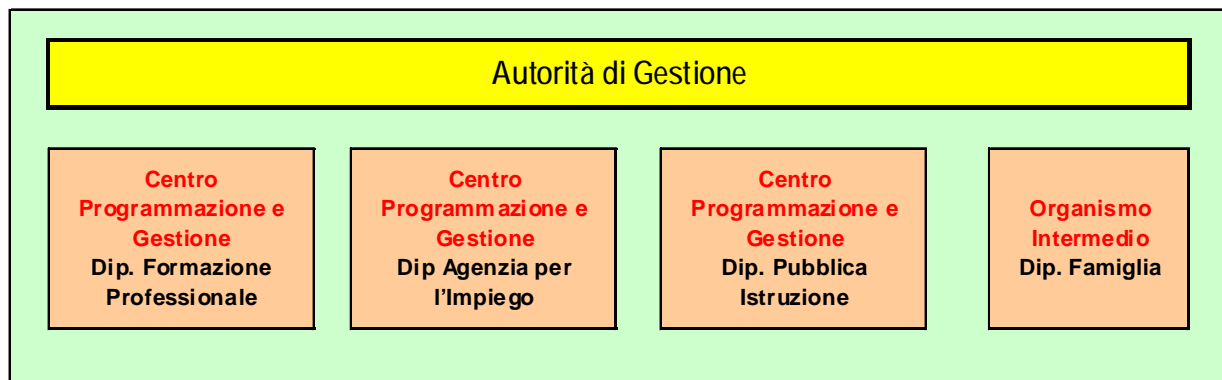 Autorità di Gestione
Centro
Programmazione e
Gestione
Dip. Formazione
Professionale
Centro
Programmazione e
Gestione
Dip Agenzia per
l'Impiego
Centro
Programmazione e
Gestione
Dip. Pubblica
Istruzione
Organismo
Intermedio
Dip. Famiglia